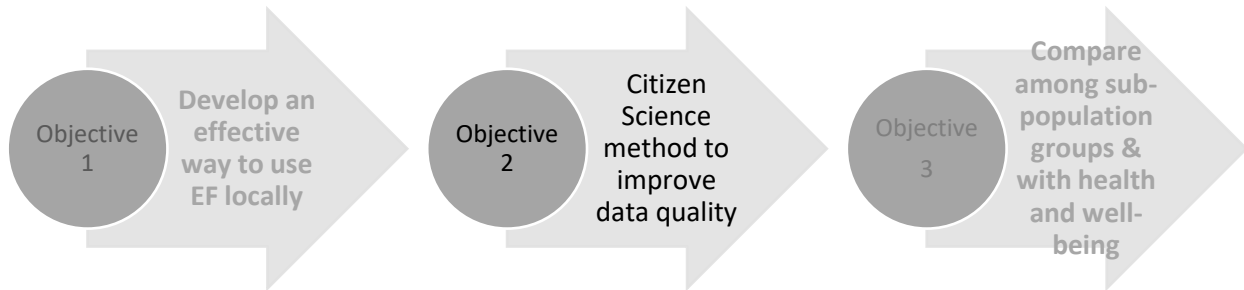 Objective
1
Develop an
effective
way to use
EF locally
Objective
2
Citizen
Science
method to
improve
data quality
Objective
3
Compare
among sub-
population
groups &
with health
and well-
being